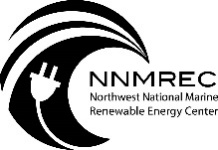 NNMREC
Northwest National Marine
Renewable Energy Center